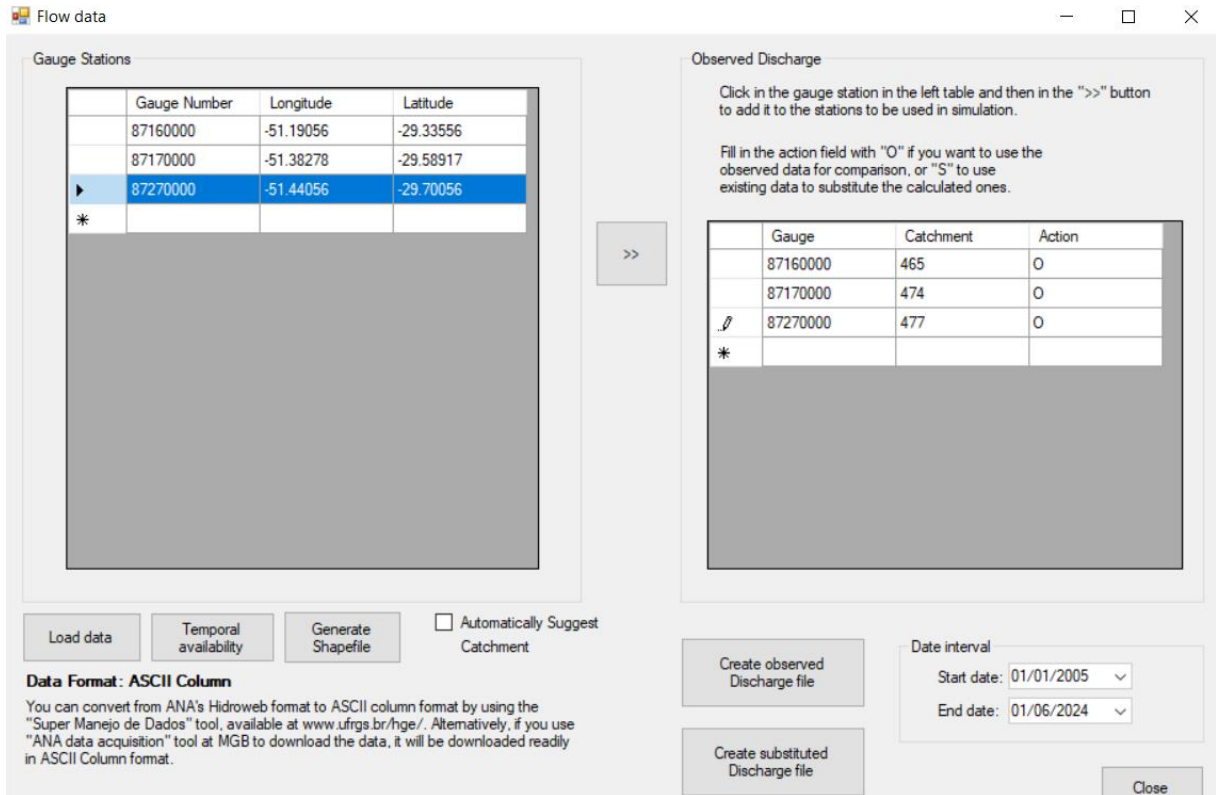 Flow data
Gauge Stations
Gauge Number Longitude Latitude
87160000 -51.19056 -29.33556
87170000 -51.38278 -29.58917
87270000 -51.44056 -29.70056
>>
Observed Discharge
Click in the gauge station in the left table and then in the ">>" button
to add it to the stations to be used in simulation.
Fill in the action field with "O" if you want to use the
observed data for comparison, or "S" to use
existing data to substitute the calculated ones.
Gauge Catchment Action
87160000 465 O
87170000 474 O
87270000 477 O
Load data
Temporal
availability
Generate
Shapefile
Automatically Suggest
Catchment
Data Format: ASCII Column
You can convert from ANA's Hidroweb format to ASCII column format by using the
"Super Manejo de Dados" tool, available at www.ufrgs.br/hge/. Alternatively, if you use
"ANA data acquisition" tool at MGB to download the data, it will be downloaded readily
in ASCII Column format.
Create observed
Discharge file
Create substituted
Discharge file
Date interval
Start date: 01/01/2005
End date: 01/06/2024
Close